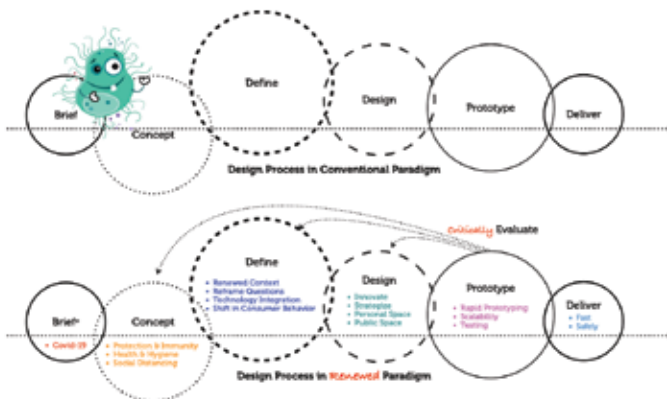 Brief
Concept
Define
Design
Prototype
Deliver
Design Process in Conventional Paradigm
Critically Evaluate
Define
• Renewed Context
• Reframe Questions
• Technology Integration
• Shift in Consumer Behavior
Design
• Innovate
• Strategize
• Personal Space
• Public Space
Prototype
• Rapid Prototyping
• Scalability
• Testing
Deliver
• Fast
• Safely
Brief+
• Covid-19
Concept
• Protection & Immunity
• Health & Hygiene
• Social Distancing
Design Process in Renewed Paradigm